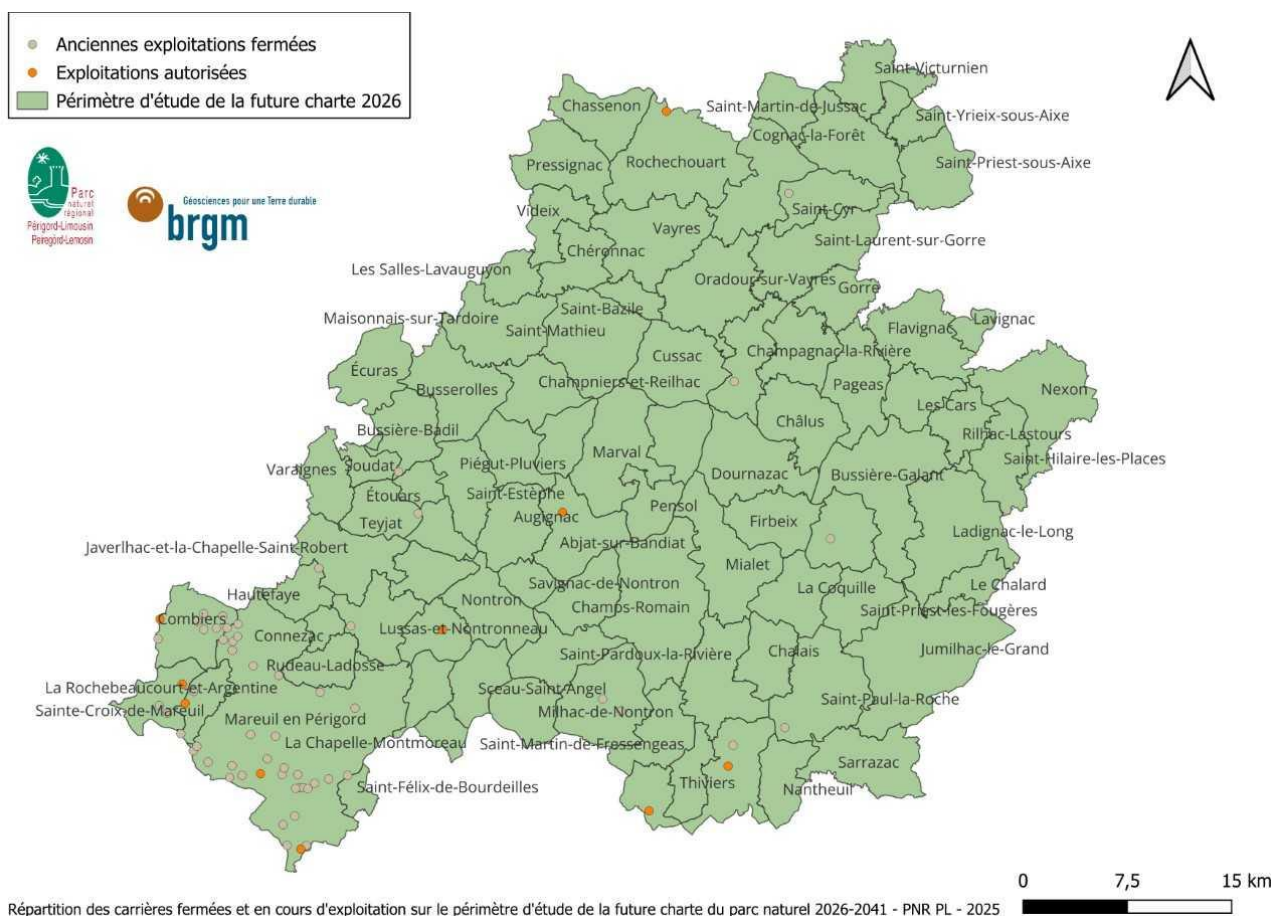 Anciennes exploitations fermées
Exploitations autorisées
Périmètre d'étude de la future charte 2026
Parc
naturel
régional
Périgord-Limousin
Peiregòrd-Lemosin
Géosciences pour une Terre durable
brgm
Saint-Victurnien
Chassenon
Saint-Martin-de-Jussac
Saint-Yrieix-sous-Aixe
Cognac-la-Forêt
Pressignac
Rochechouart
Saint-Priest-sous-Aixe
Videix
Saint-Cyr
Vayres
Saint-Laurent-sur-Gorre
Chéronnac
Les Salles-Lavauguyon
Oradour-sur-Vayres
Gorre
Saint-Bazile
Maisonnais-sur-Tardoire
Saint-Mathieu
Flavignac
Lavignac
Cussac
Champagnac-la-Rivière
Écuras
Busserolles
Champniers-et-Reilhac
Pageas
Nexon
Les Cars
Châlus
Bussière-Badil
Rilhac-Lastours
Marval
Saint-Hilaire-les-Places
Varaignes
Soudat
Piégut-Pluviers
Dournazac
Bussière-Galant
Étouars
Saint-Estèphe
Pensol
Teyjat
Augignac
Firbeix
Ladignac-le-Long
Javerlhac-et-la-Chapelle-Saint-Robert
Abjat-sur-Bandiat
Mialet
Savignac-de-Nontron
La Coquille
Le Chalard
Hautefaye
Nontron
Champs-Romain
Saint-Priest-les-Fougères
Combiers
Connezac
Lussas-et-Nontronneau
Jumilhac-le-Grand
Saint-Pardoux-la-Rivière
Chalais
Rudeau-Ladosse
La Rochebeaucourt-et-Argentine
Sceau-Saint-Angel
Saint-Paul-la-Roche
Sainte-Croix-de-Mareuil
Milhac-de-Nontron
Mareuil en Périgord
La Chapelle-Montmoreau
Saint-Martin-de-Fressengeas
Sarrazac
Saint-Félix-de-Bourdeilles
Thiviers
Nantheuil
0 7,5 15 km
Répartition des carrières fermées et en cours d'exploitation sur le périmètre d'étude de la future charte du parc naturel 2026-2041 - PNR PL - 2025